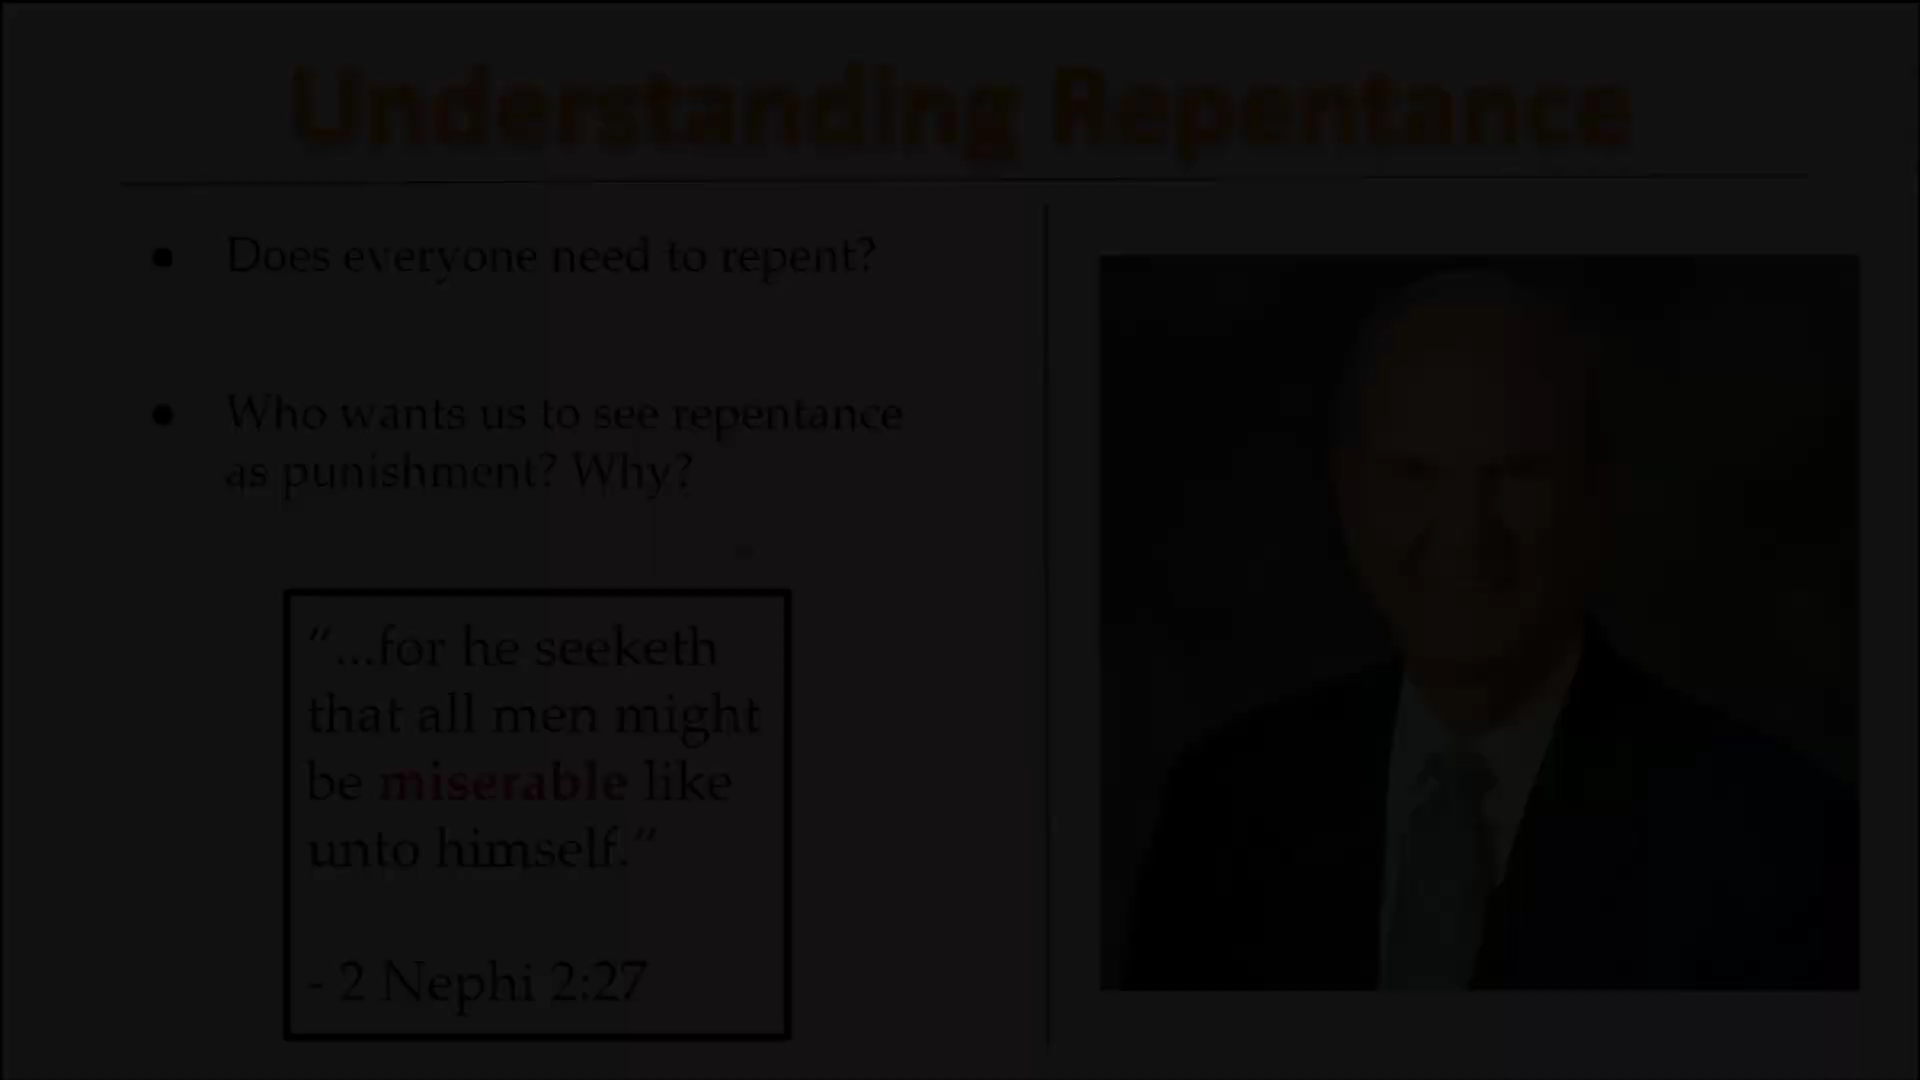 Understanding Repentance
● Does everyone need to repent?
● Who wants us to see repentance
as punishment? Why?
“...for he seeketh
that all men might
be miserable like
unto himself.“
- 2 Nephi 2:27